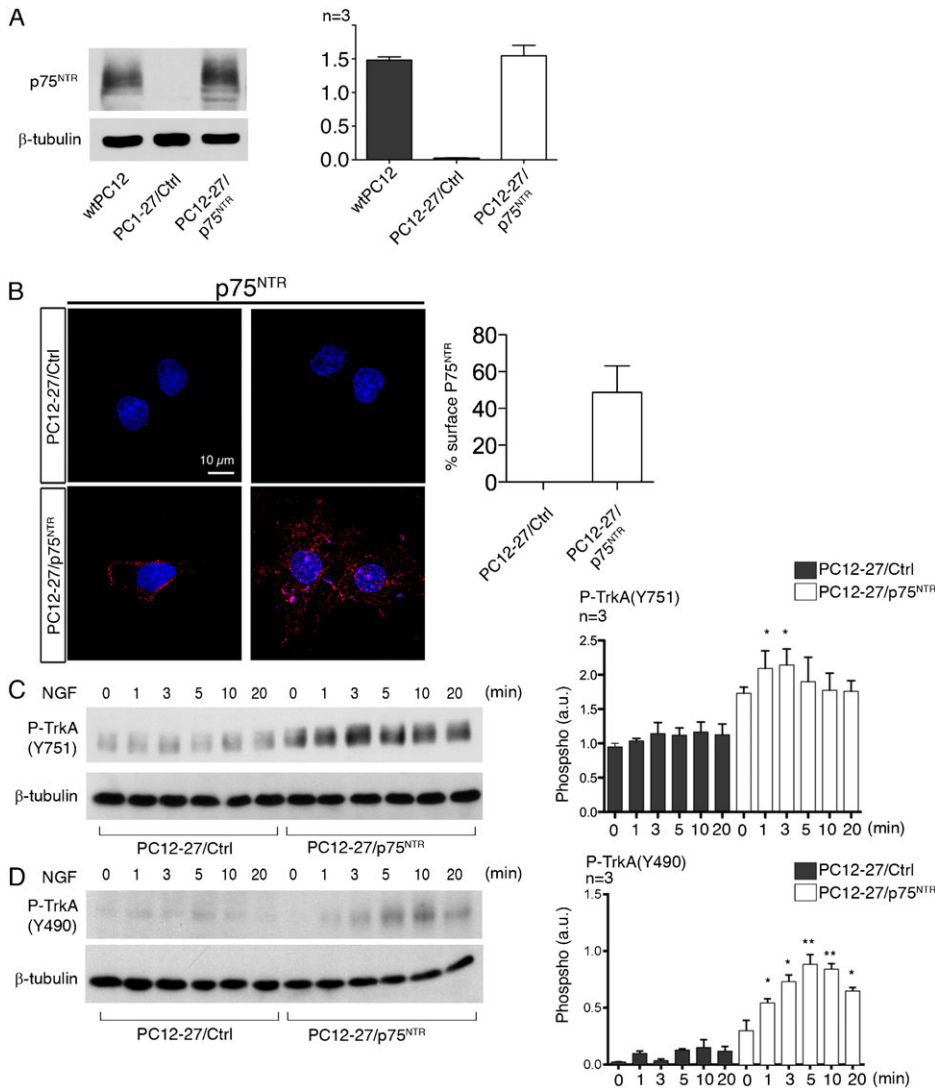 A
n=3
p75NTR
β-tubulin
wtPC12
PC1-27/Ctrl
PC12-27/
p75NTR
1.5
1.0
0.5
0.0
wtPC12
PC12-27/Ctrl
PC12-27/
p75NTR
B
p75NTR
PC12-27/Ctrl
10 µm
PC12-27/p75NTR
% surface P75NTR
80
60
40
20
0
PC12-27/Ctrl
PC12-27/
p75NTR
C
NGF 0 1 3 5 10 20 0 1 3 5 10 20 (min)
P-TrkA
(Y751)
β-tubulin
PC12-27/Ctrl PC12-27/p75NTR
PC12-27/Ctrl
PC12-27/p75NTR
P-TrkA(Y751)
n=3
Phospsho (a.u.)
2.5
2.0
1.5
1.0
0.5
0.0
* *
0 1 3 5 10 20 0 1 3 5 10 20 (min)
D
NGF 0 1 3 5 10 20 0 1 3 5 10 20 (min)
P-TrkA
(Y490)
β-tubulin
PC12-27/Ctrl PC12-27/p75NTR
P-TrkA(Y490)
n=3
PC12-27/Ctrl
PC12-27/p75NTR
Phospsho (a.u.)
1.5
1.0
0.5
0.0
* * ** ** *
0 1 3 5 10 20 0 1 3 5 10 20 (min)